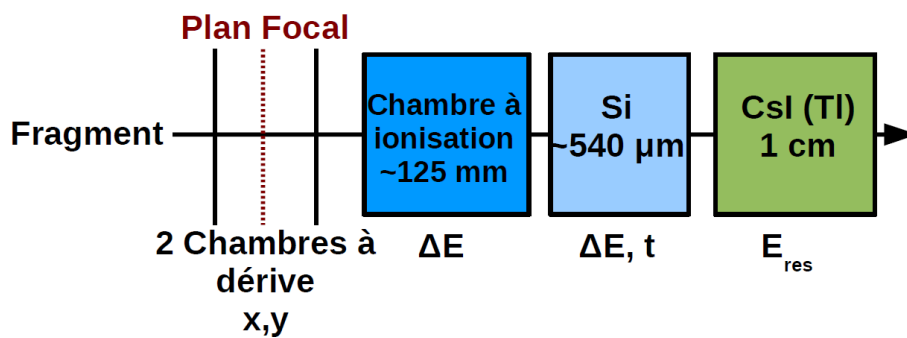 Plan Focal
Fragment
2 Chambres à
dérive
x,y
Chambre à
ionisation
~125 mm
ΔE
Si
~540 µm
ΔE, t
CsI (Tl)
1 cm
E_res